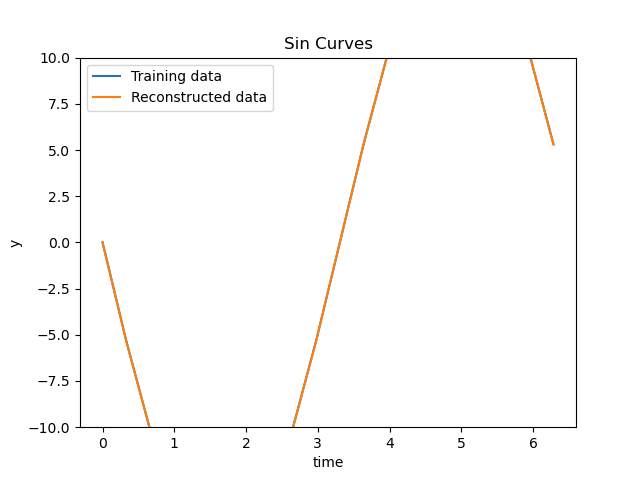 Sin Curves
Training data
Reconstructed data
10.0
7.5
5.0
2.5
0.0
−2.5
−5.0
−7.5
−10.0
y
0 1 2 3 4 5 6
time